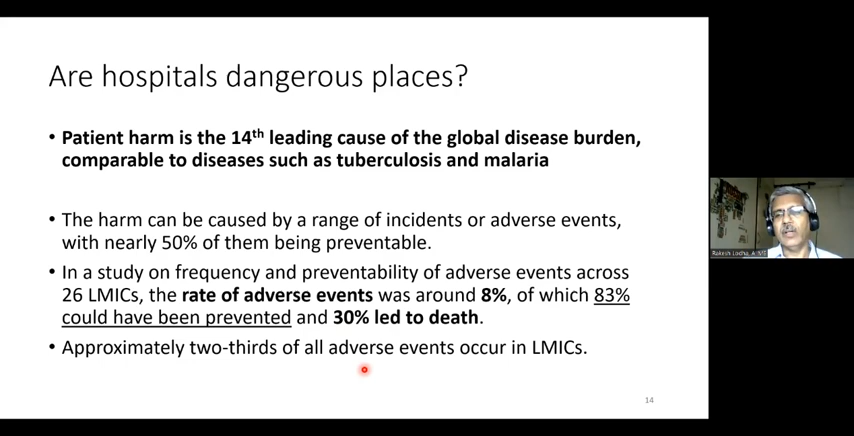 Are hospitals dangerous places?
• Patient harm is the 14th leading cause of the global disease burden,
comparable to diseases such as tuberculosis and malaria
• The harm can be caused by a range of incidents or adverse events,
with nearly 50% of them being preventable.
• In a study on frequency and preventability of adverse events across
26 LMICs, the rate of adverse events was around 8%, of which 83%
could have been prevented and 30% led to death.
• Approximately two-thirds of all adverse events occur in LMICs.
14
Rakesh Lodha,